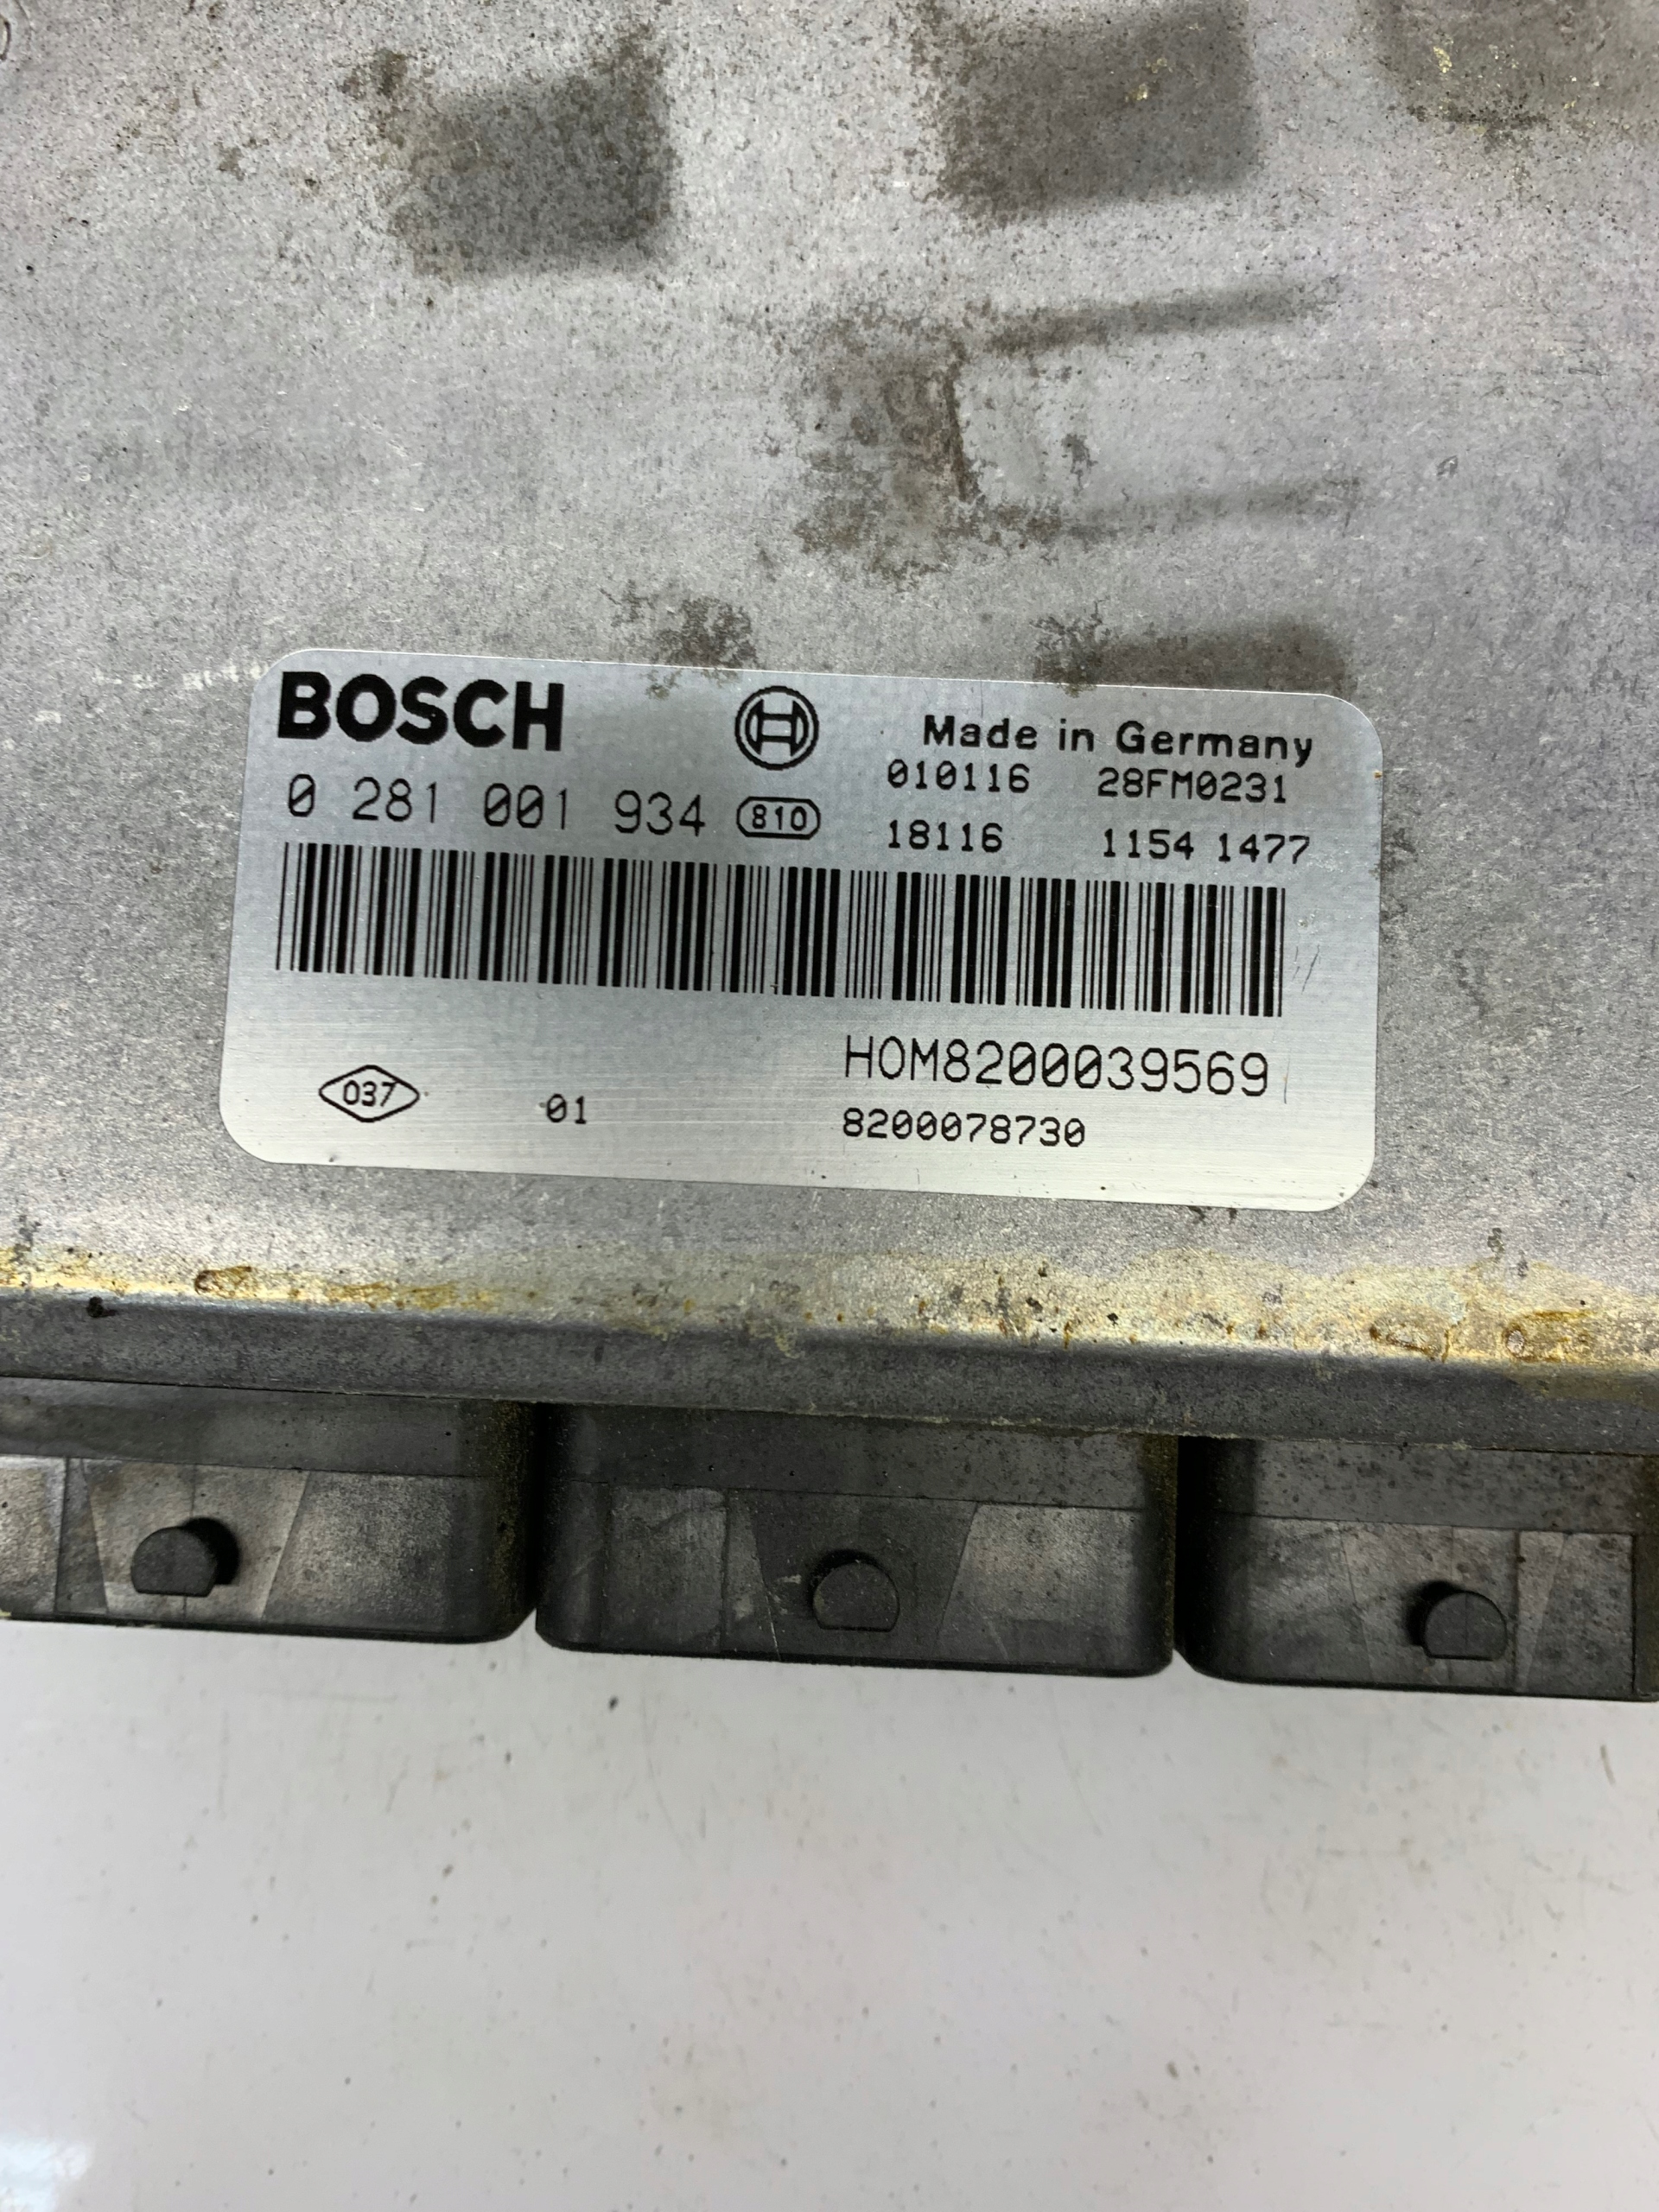 BOSCH
Made in Germany
010116 28FM0231
0 281 001 934 810
18116 1154 1477
HOM8200039569
037 01
8200078730